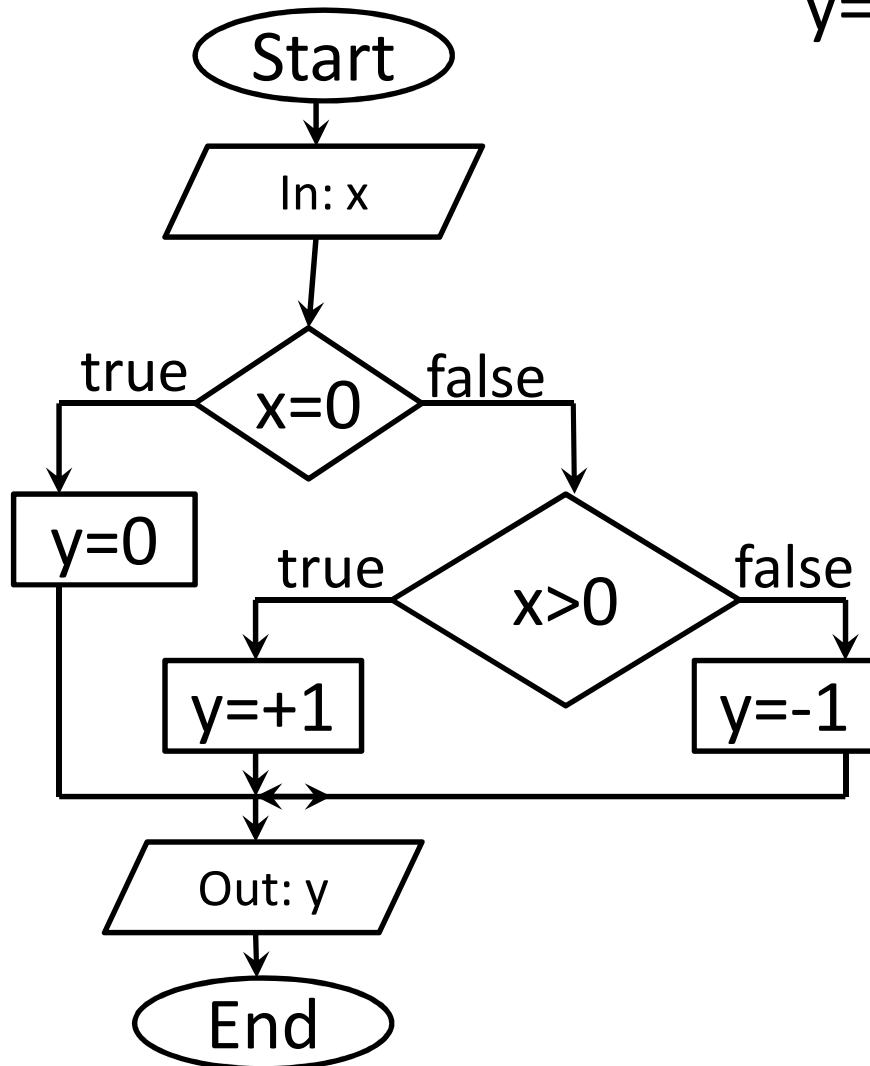 y=
Start
In: x
true
false
x=0
y=0
true
false
x>0
y=+1
y=-1
Out: y
End